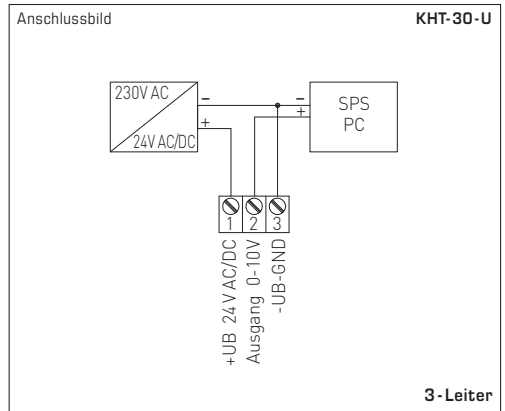 Anschlussbild
KHT-30-U
230V AC
24V AC/DC
−
+
−
+
SPS
PC
1
2
3
+UB 24V AC/DC
Ausgang 0-10V
-UB-GND
3-Leiter